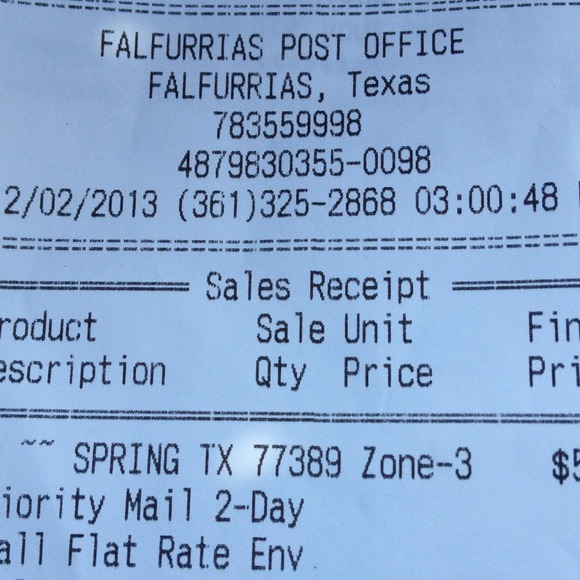 FALFURRIAS POST OFFICE
FALFURRIAS, Texas
783559998
4879830355-0098
2/02/2013 (361)325-2868 03:00:48
Sales Receipt
roduct Sale Unit Fin
escription Qty Price Pri
~~ SPRING TX 77389 Zone-3 $5
iority Mail 2-Day
all Flat Rate Env